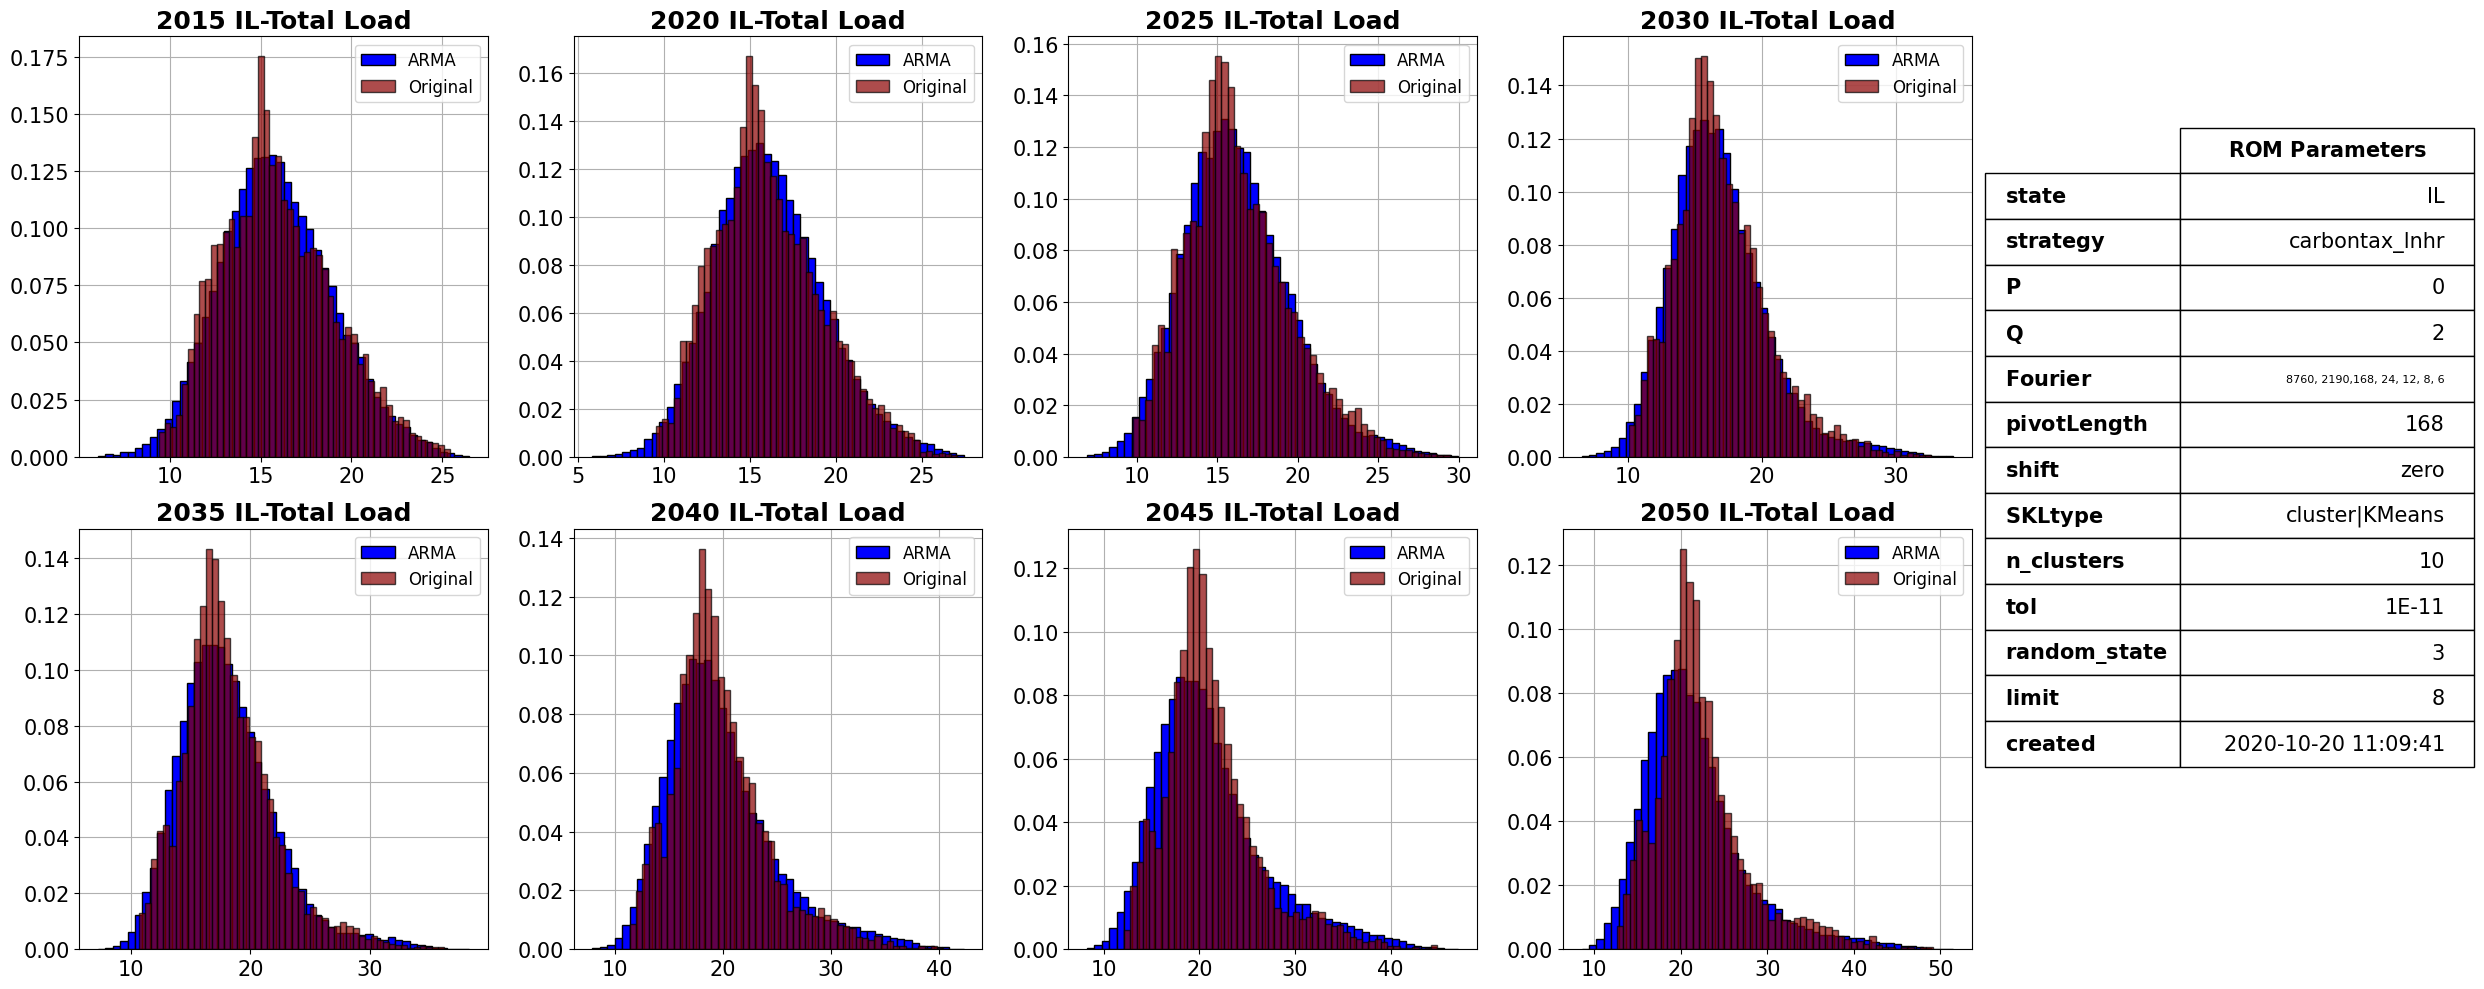 2015 IL-Total Load
ARMA
Original
0.175
0.150
0.125
0.100
0.075
0.050
0.025
0.000
10 15 20 25
2020 IL-Total Load
ARMA
Original
0.16
0.14
0.12
0.10
0.08
0.06
0.04
0.02
0.00
5 10 15 20 25
2025 IL-Total Load
ARMA
Original
0.16
0.14
0.12
0.10
0.08
0.06
0.04
0.02
0.00
10 15 20 25 30
2030 IL-Total Load
ARMA
Original
0.14
0.12
0.10
0.08
0.06
0.04
0.02
0.00
10 20 30
2035 IL-Total Load
ARMA
Original
0.14
0.12
0.10
0.08
0.06
0.04
0.02
0.00
10 20 30
2040 IL-Total Load
ARMA
Original
0.14
0.12
0.10
0.08
0.06
0.04
0.02
0.00
10 20 30 40
2045 IL-Total Load
ARMA
Original
0.12
0.10
0.08
0.06
0.04
0.02
0.00
10 20 30 40
2050 IL-Total Load
ARMA
Original
0.12
0.10
0.08
0.06
0.04
0.02
0.00
10 20 30 40 50
ROM Parameters
state IL
strategy carbontax_lnhr
P 0
Q 2
Fourier 8760, 2190,168, 24, 12, 8, 6
pivotLength 168
shift zero
SKLtype cluster|KMeans
n_clusters 10
tol 1E-11
random_state 3
limit 8
created 2020-10-20 11:09:41